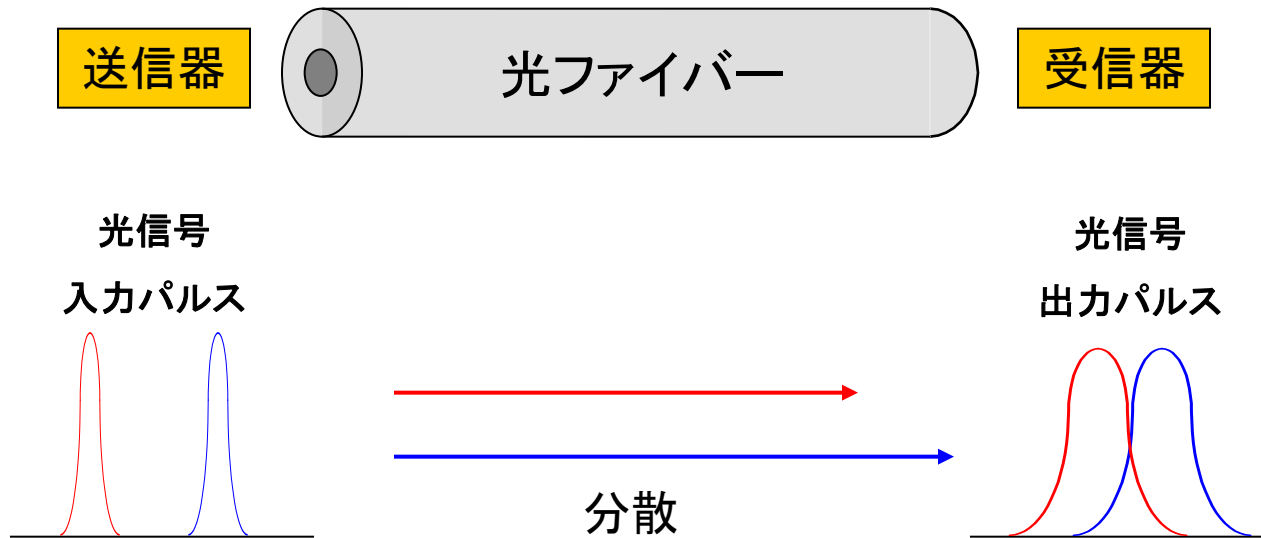 送信器
光ファイバー
受信器
光信号
入力パルス
光信号
出力パルス
分散